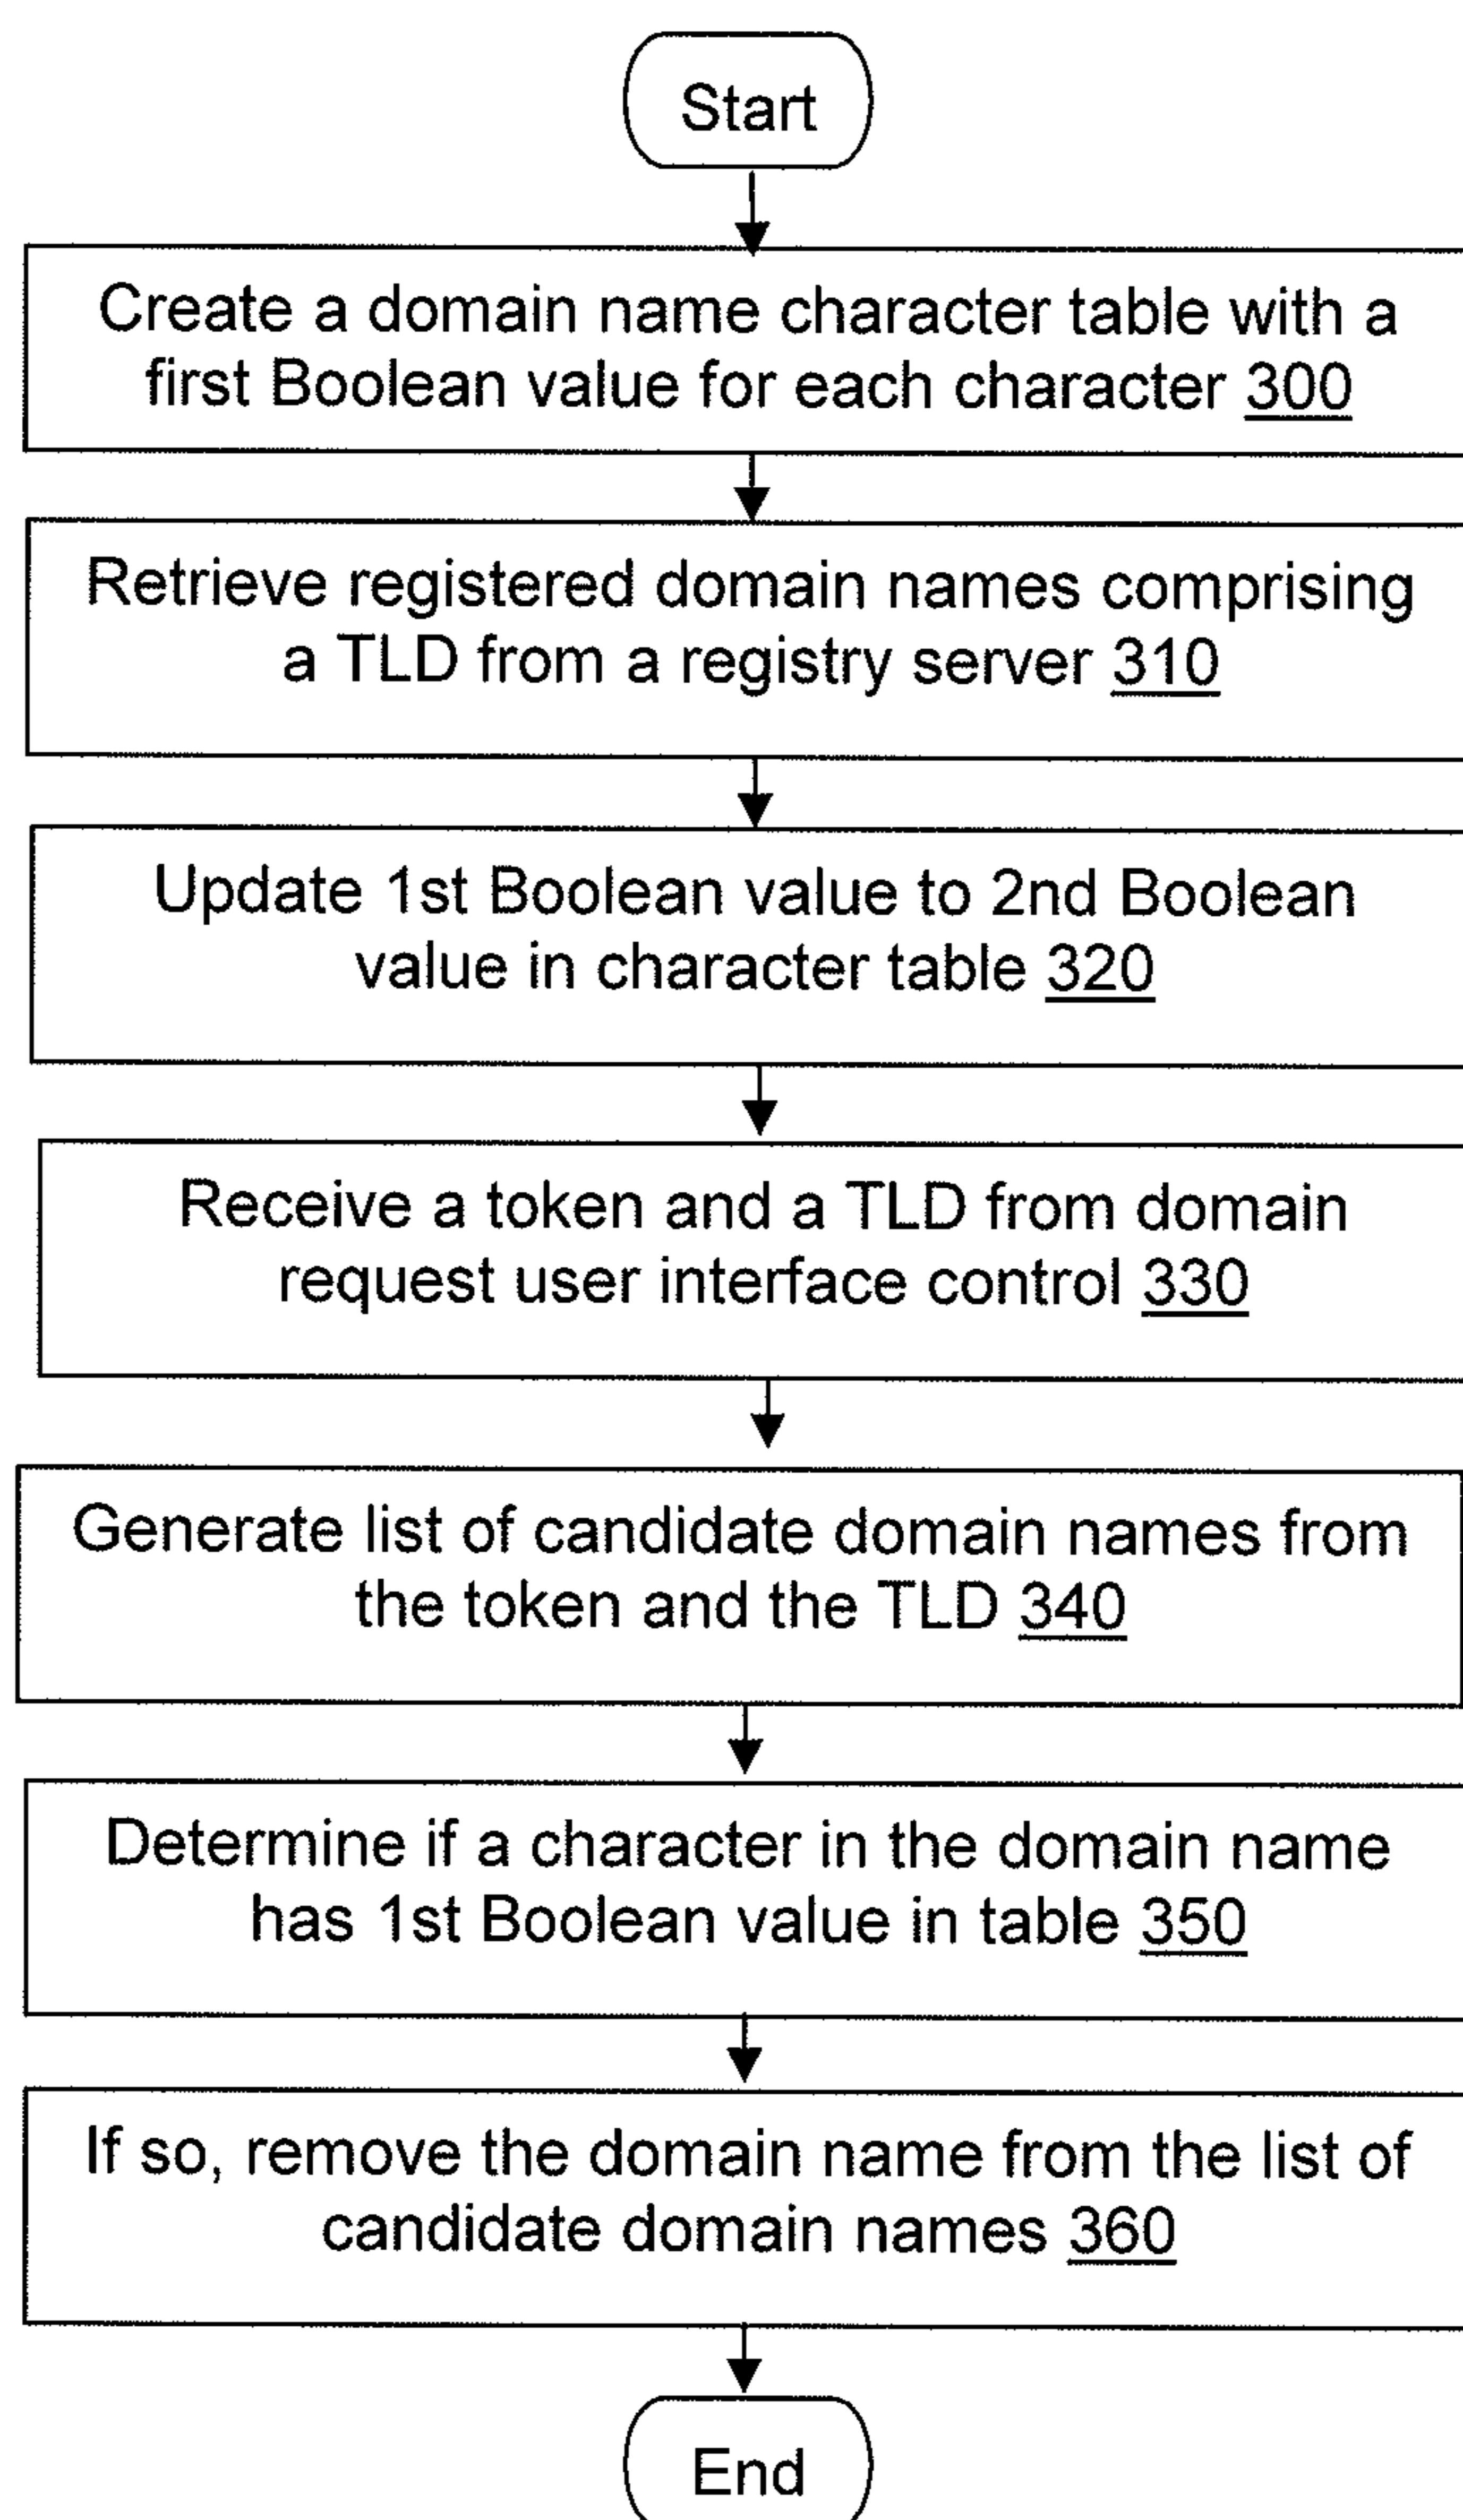 Start
Create a domain name character table with a
first Boolean value for each character 300
Retrieve registered domain names comprising
a TLD from a registry server 310
Update 1st Boolean value to 2nd Boolean
value in character table 320
Receive a token and a TLD from domain
request user interface control 330
Generate list of candidate domain names from
the token and the TLD 340
Determine if a character in the domain name
has 1st Boolean value in table 350
If so, remove the domain name from the list of
candidate domain names 360
End